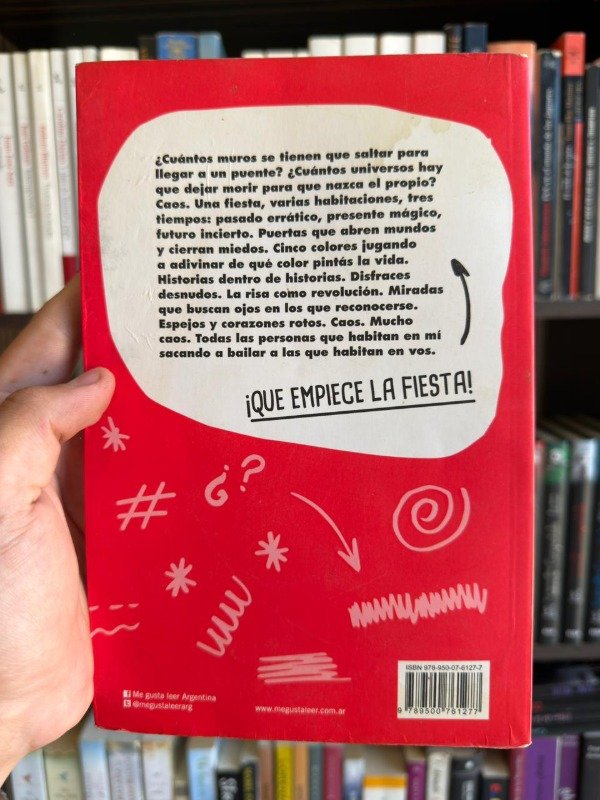 ¿Cuántos muros se tienen que saltar para
llegar a un puente? ¿Cuántos universos hay
que dejar morir para que nazca el propio?
Caos. Una fiesta, varias habitaciones, tres
tiempos: pasado errático, presente mágico,
futuro incierto. Puertas que abren mundos
y cierran miedos. Cinco colores jugando
a adivinar de qué color pintás la vida.
Historias dentro de historias. Disfraces
desnudos. La risa como revolución. Miradas
que buscan ojos en los que reconocerse.
Espejos y corazones rotos. Caos. Mucho
caos. Todas las personas que habitan en mí
sacando a bailar a las que habitan en vos.
¡QUE EMPIECE LA FIESTA!
#
¿?
Me gusta leer Argentina
@megustaleerarg
www.megustaleer.com.ar
ISBN 978-950-07-6127-7
9 789500 761277